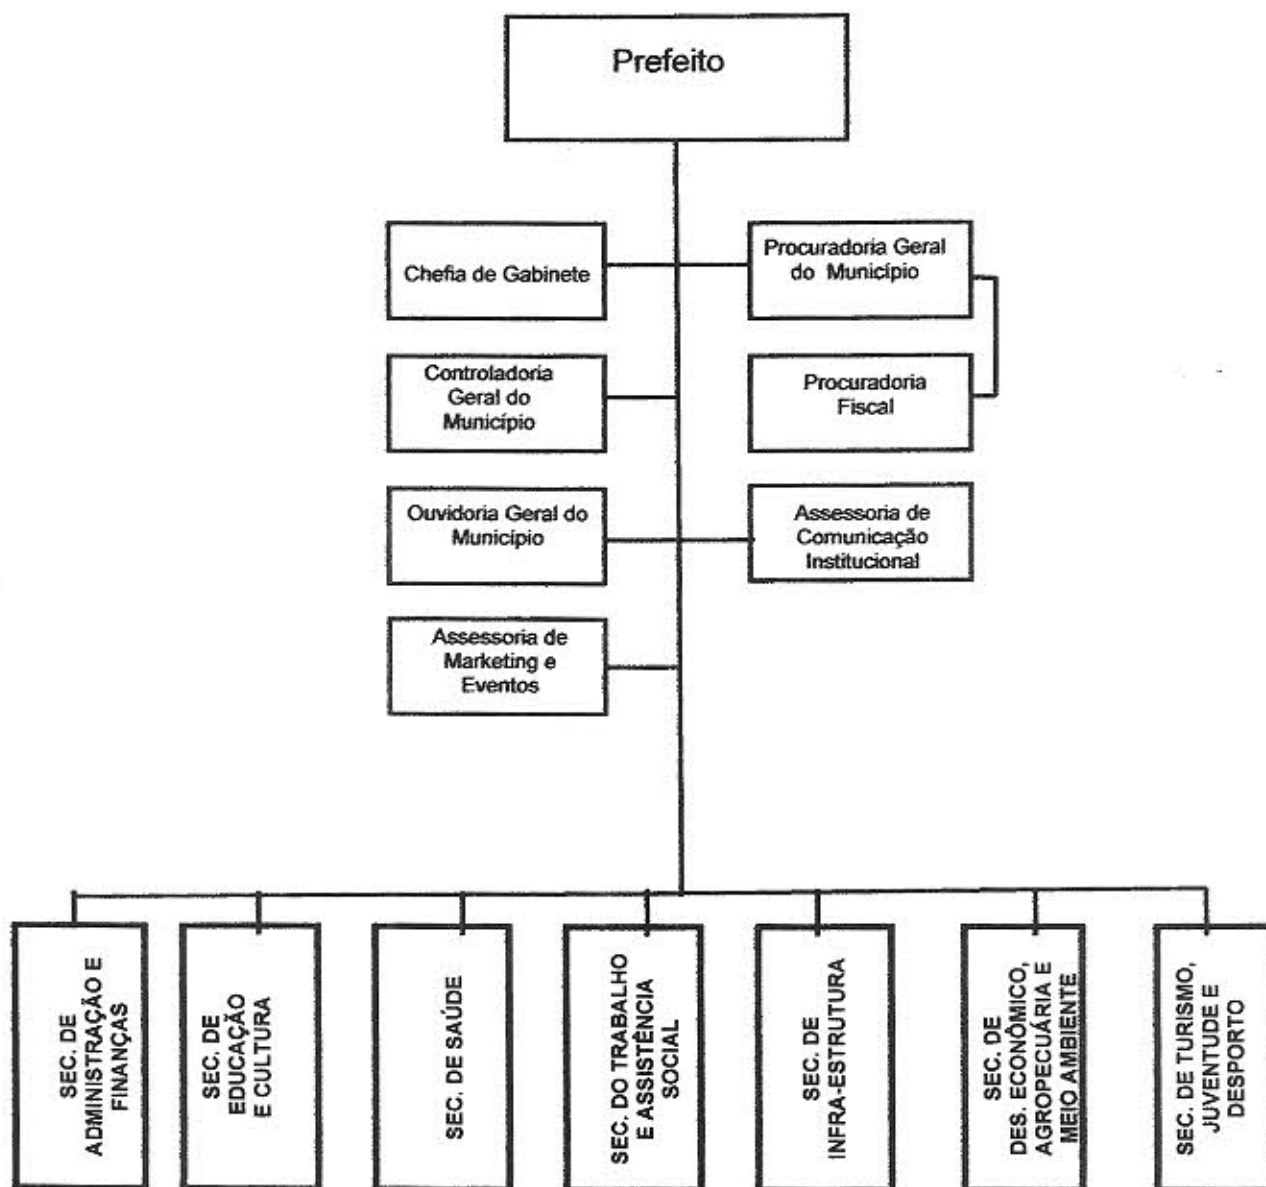 Prefeito
Chefia de Gabinete
Procuradoria Geral
do Município
Controladoria
Geral do
Município
Procuradoria
Fiscal
Ouvidoria Geral do
Município
Assessoria de
Comunicação
Institucional
Assessoria de
Marketing e
Eventos
SEC. DE
ADMINISTRAÇÃO E
FINANÇAS
SEC. DE
EDUCAÇÃO
E CULTURA
SEC. DE SAÚDE
SEC. DO TRABALHO
E ASSISTÊNCIA
SOCIAL
SEC. DE
INFRA-ESTRUTURA
SEC. DE
DES. ECONÔMICO,
AGROPECUÁRIA E
MEIO AMBIENTE
SEC. DE TURISMO,
JUVENTUDE E
DESPORTO